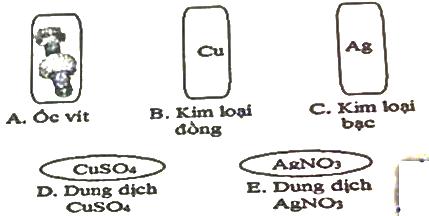 Cu
Ag
A. Ốc vít
B. Kim loại
đồng
C. Kim loại
bạc
CuSO₄
AgNO₃
D. Dung dịch
CuSO₄
E. Dung dịch
AgNO₃